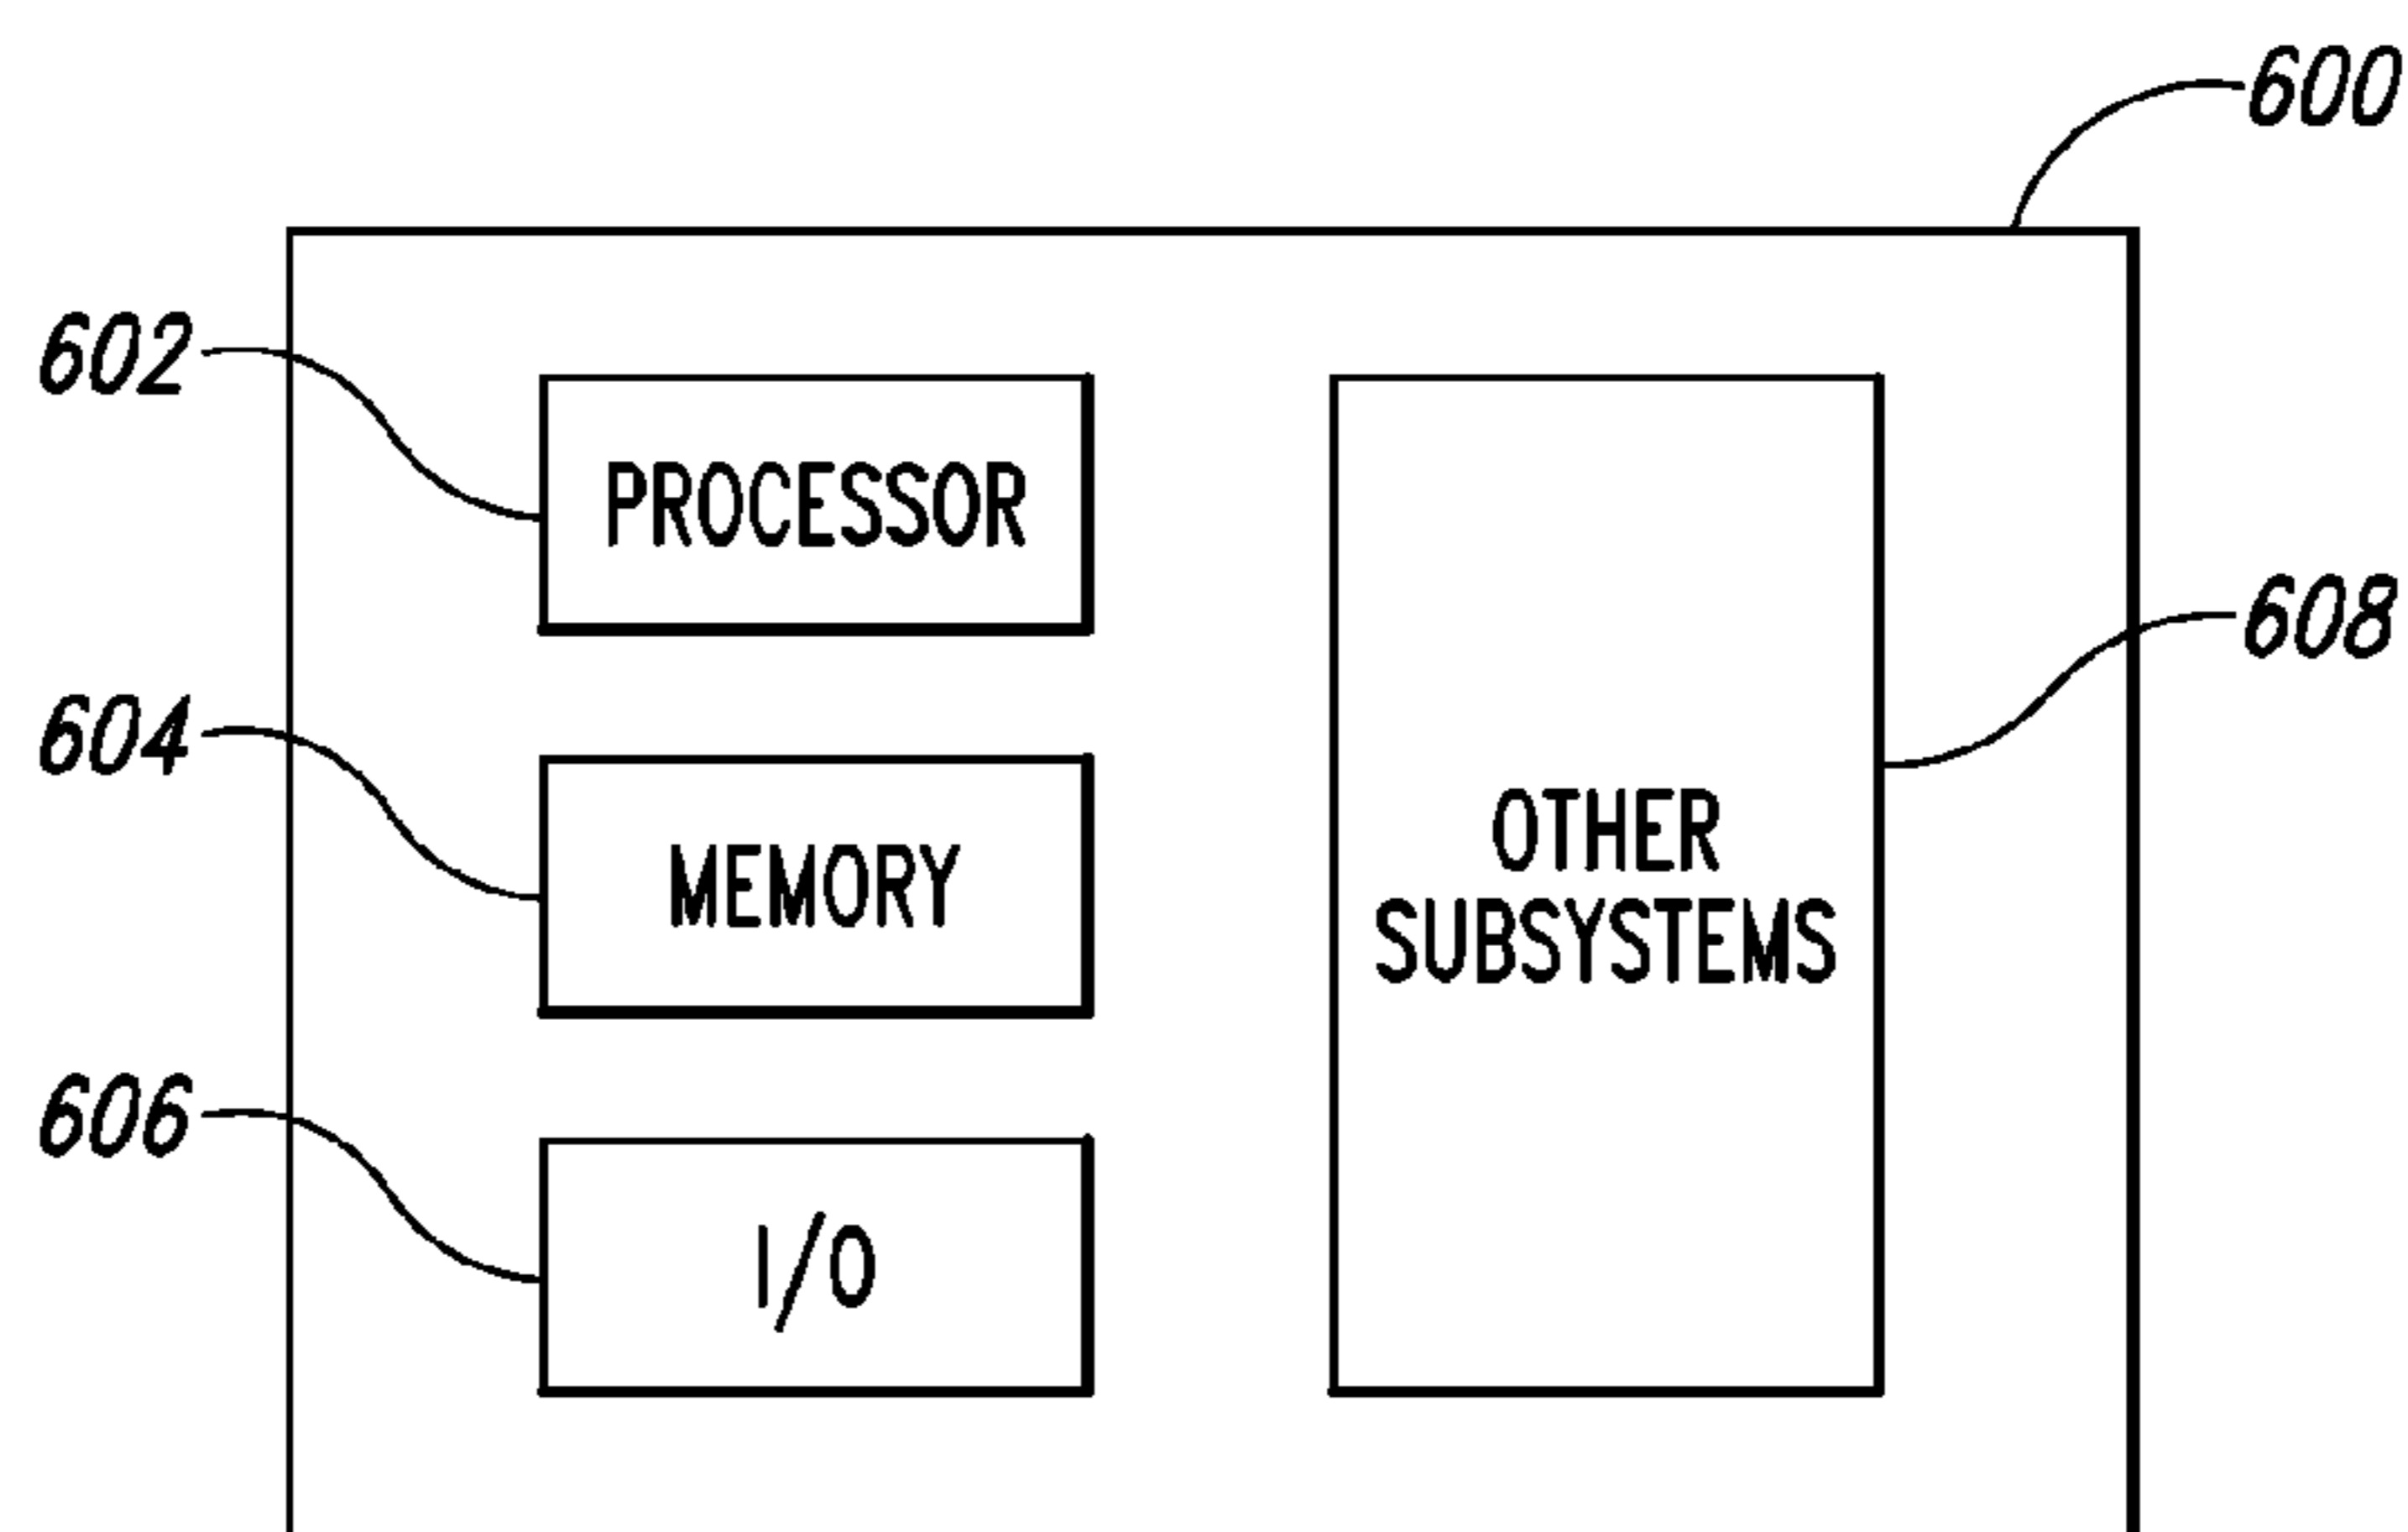 600
602
PROCESSOR
608
604
OTHER
MEMORY
SUBSYSTEMS
606
I/O